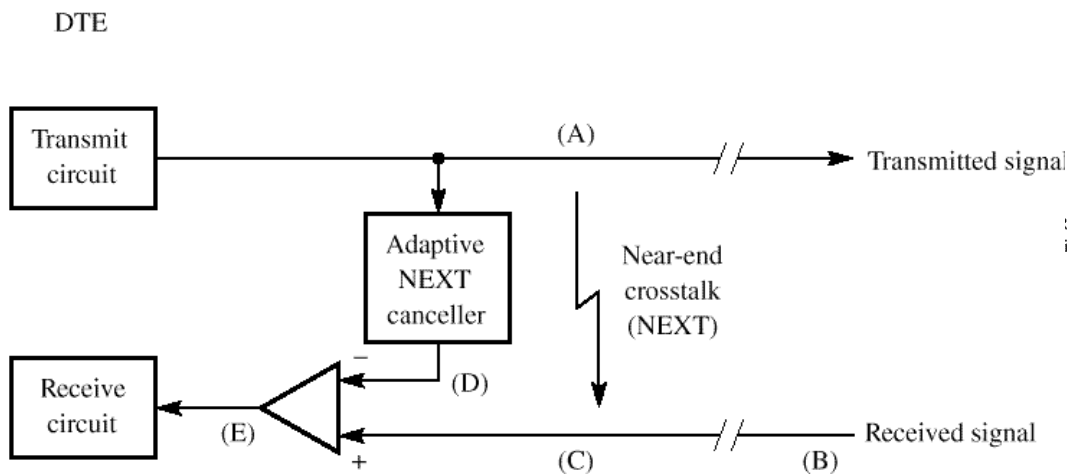 DTE
Transmit
circuit
(A)
Transmitted signal
Adaptive
NEXT
canceller
Near-end
crosstalk
(NEXT)
−
(D)
Receive
circuit
(E)
+
(C)
(B)
Received signal